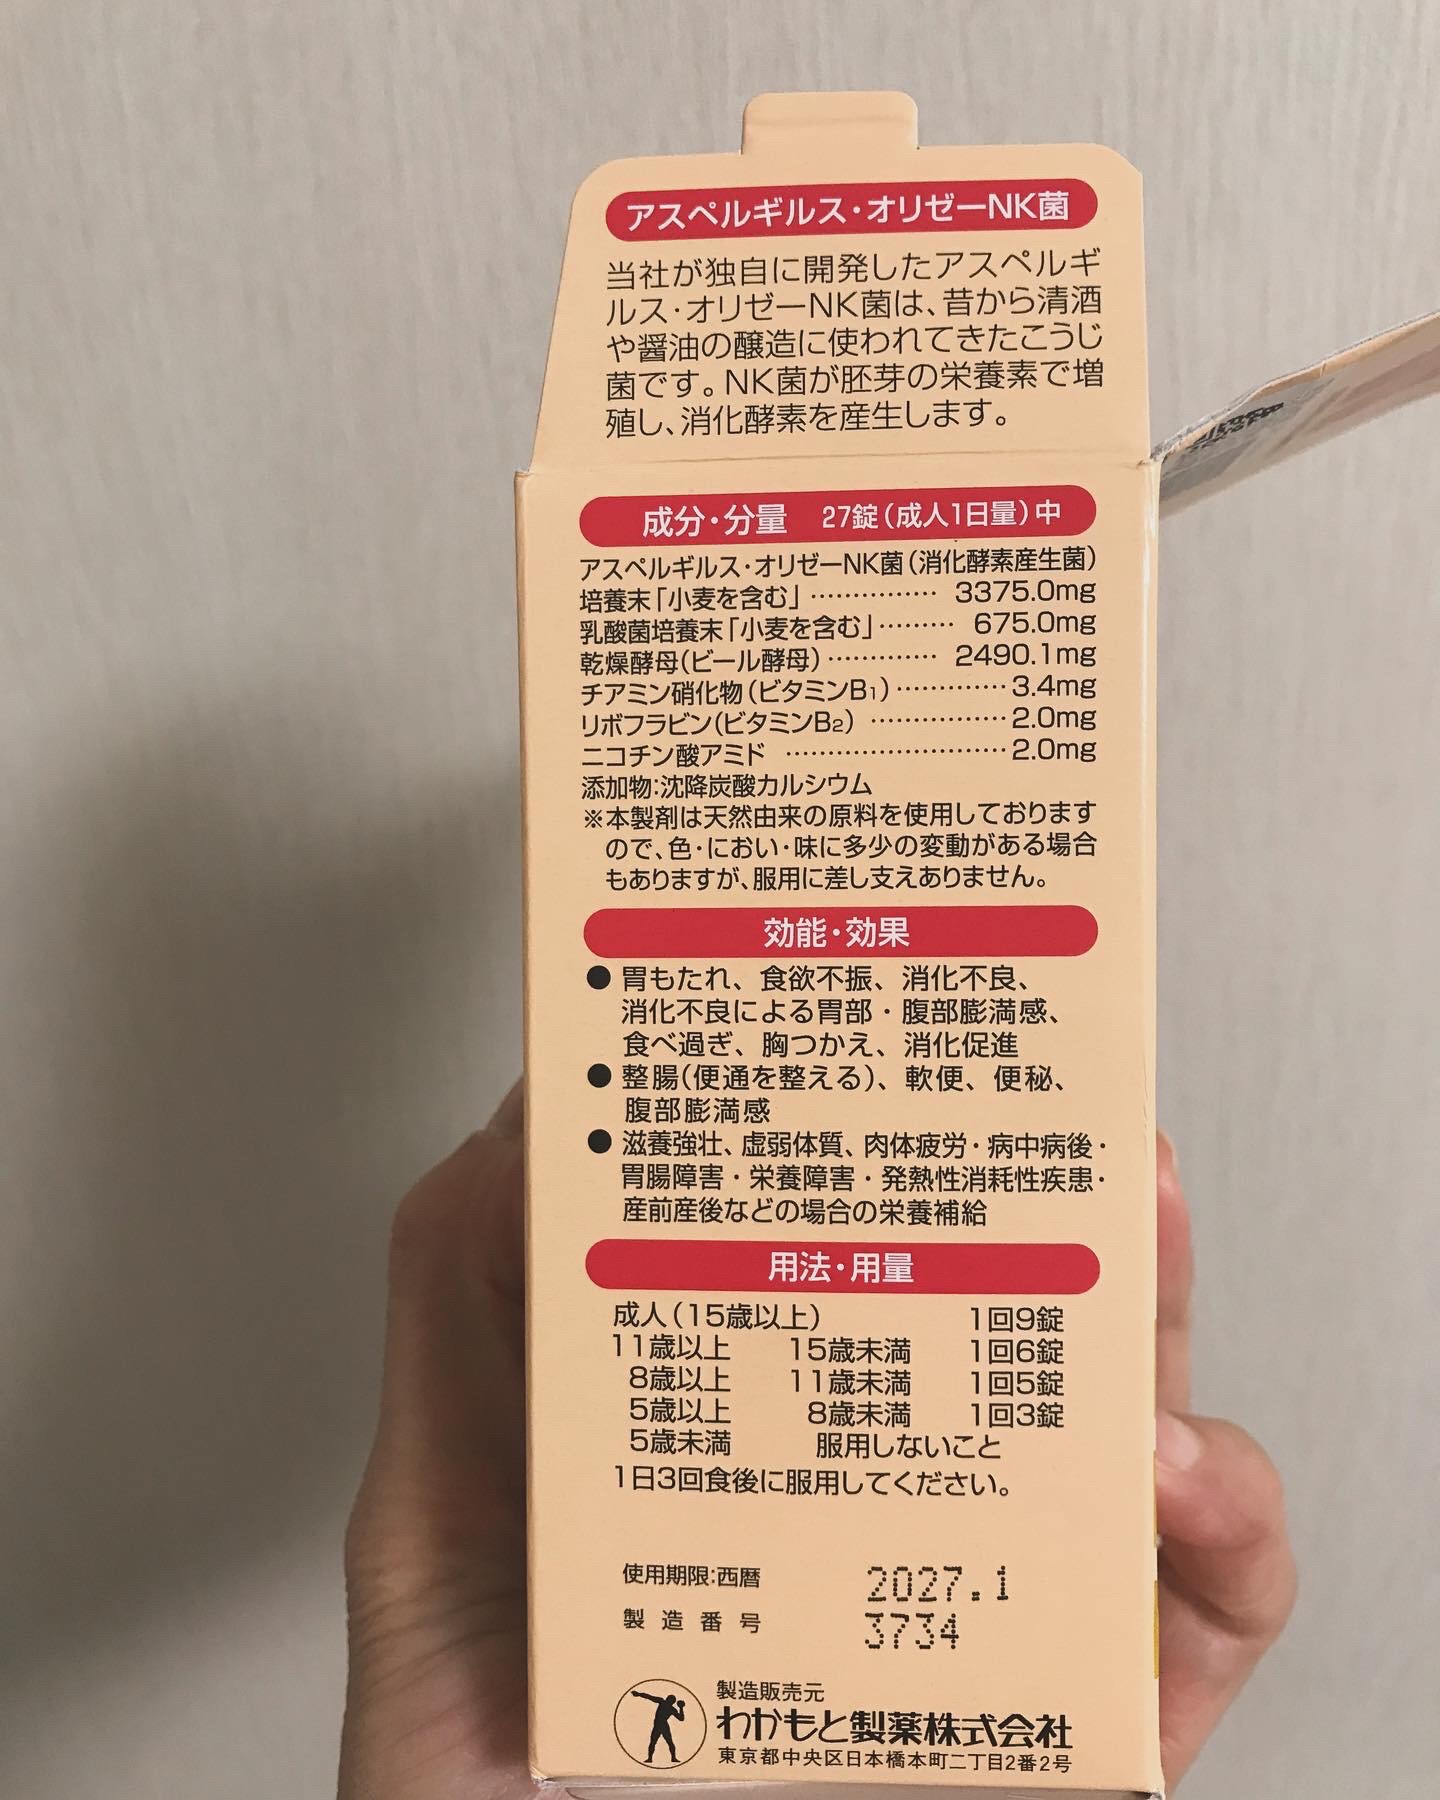 アスペルギルス・オリゼーNK菌
当社が独自に開発したアスペルギ
ルス・オリゼーNK菌は、昔から清酒
や醤油の醸造に使われてきたこうじ
菌です。NK菌が胚芽の栄養素で増
殖し、消化酵素を産生します。
成分・分量 27錠(成人1日量)中
アスペルギルス・オリゼーNK菌(消化酵素産生菌)
培養末「小麦を含む」 …………… 3375.0mg
乳酸菌培養末「小麦を含む」……… 675.0mg
乾燥酵母(ビール酵母) ………… 2490.1mg
チアミン硝化物(ビタミンB₁) ………… 3.4mg
リボフラビン(ビタミンB₂) …………… 2.0mg
ニコチン酸アミド …………………… 2.0mg
添加物:沈降炭酸カルシウム
※本製剤は天然由来の原料を使用しております
ので、色・におい・味に多少の変動がある場合
もありますが、服用に差し支えありません。
効能・効果
● 胃もたれ、食欲不振、消化不良、
消化不良による胃部・腹部膨満感、
食べ過ぎ、胸つかえ、消化促進
● 整腸(便通を整える)、軟便、便秘、
腹部膨満感
● 滋養強壮、虚弱体質、肉体疲労・病中病後・
胃腸障害・栄養障害・発熱性消耗性疾患・
産前産後などの場合の栄養補給
用法・用量
成人(15歳以上) 1回9錠
11歳以上 15歳未満 1回6錠
8歳以上 11歳未満 1回5錠
5歳以上 8歳未満 1回3錠
5歳未満 服用しないこと
1日3回食後に服用してください。
使用期限:西暦 2027.1
製造番号 3734
製造販売元
わかもと製薬株式会社
東京都中央区日本橋本町二丁目2番2号